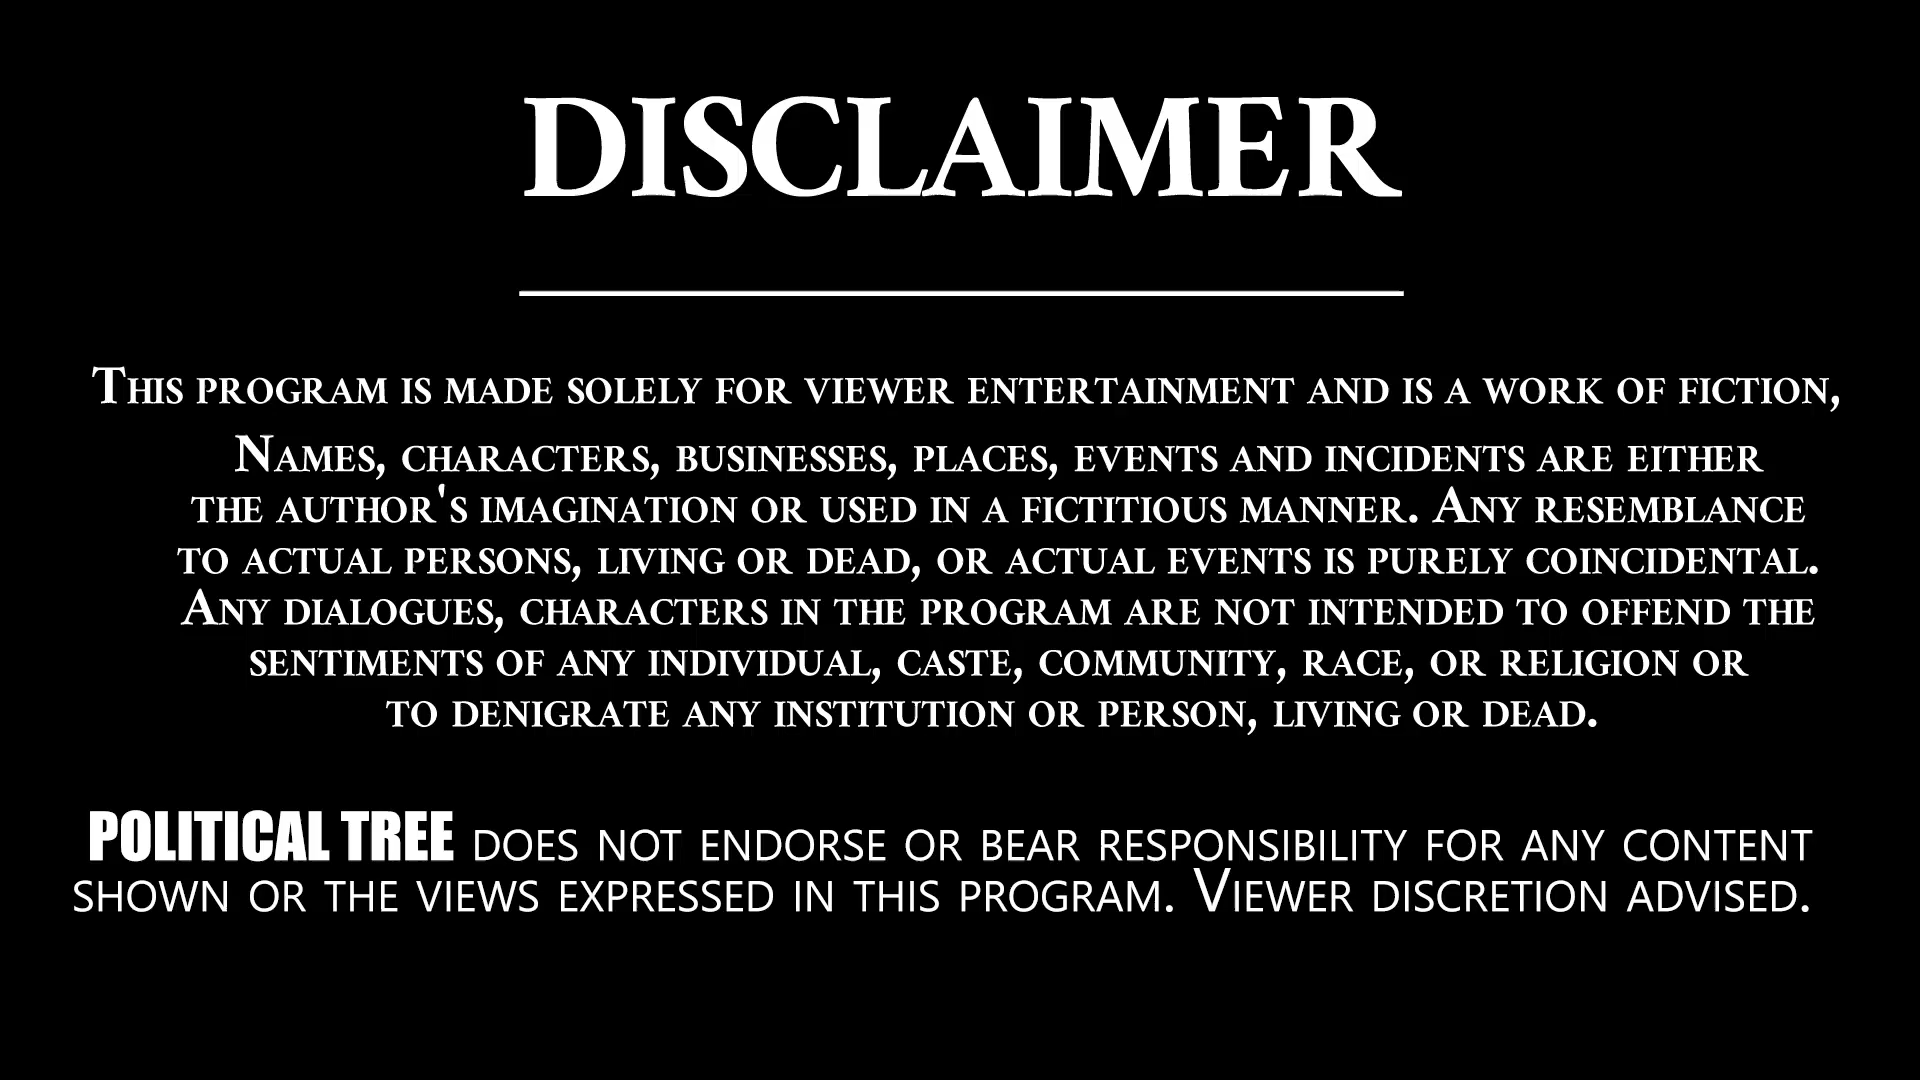 DISCLAIMER
This program is made solely for viewer entertainment and is a work of fiction,
Names, characters, businesses, places, events and incidents are either
the author's imagination or used in a fictitious manner. Any resemblance
to actual persons, living or dead, or actual events is purely coincidental.
Any dialogues, characters in the program are not intended to offend the
sentiments of any individual, caste, community, race, or religion or
to denigrate any institution or person, living or dead.
POLITICAL TREE does not endorse or bear responsibility for any content
shown or the views expressed in this program. Viewer discretion advised.